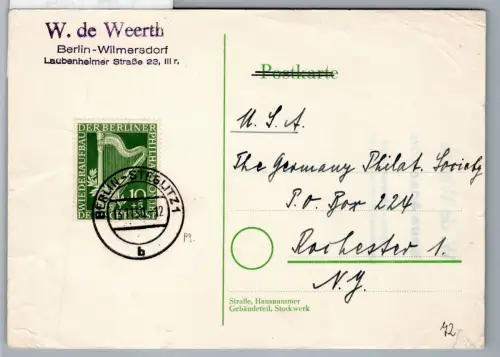 W. de Weerth
Berlin-Wilmersdorf
Laubenheimer Straße 23, III r.
Postkarte
WIEDERAUFBAU DER BERLINER PHILHARMONIE
10
BERLIN-STEGLITZ 1
b
U.S.A.
The Germany Philat. Society
P.O. Box 224
Rochester 1.
N.Y.
Straße, Hausnummer
Gebäudeteil, Stockwerk
72